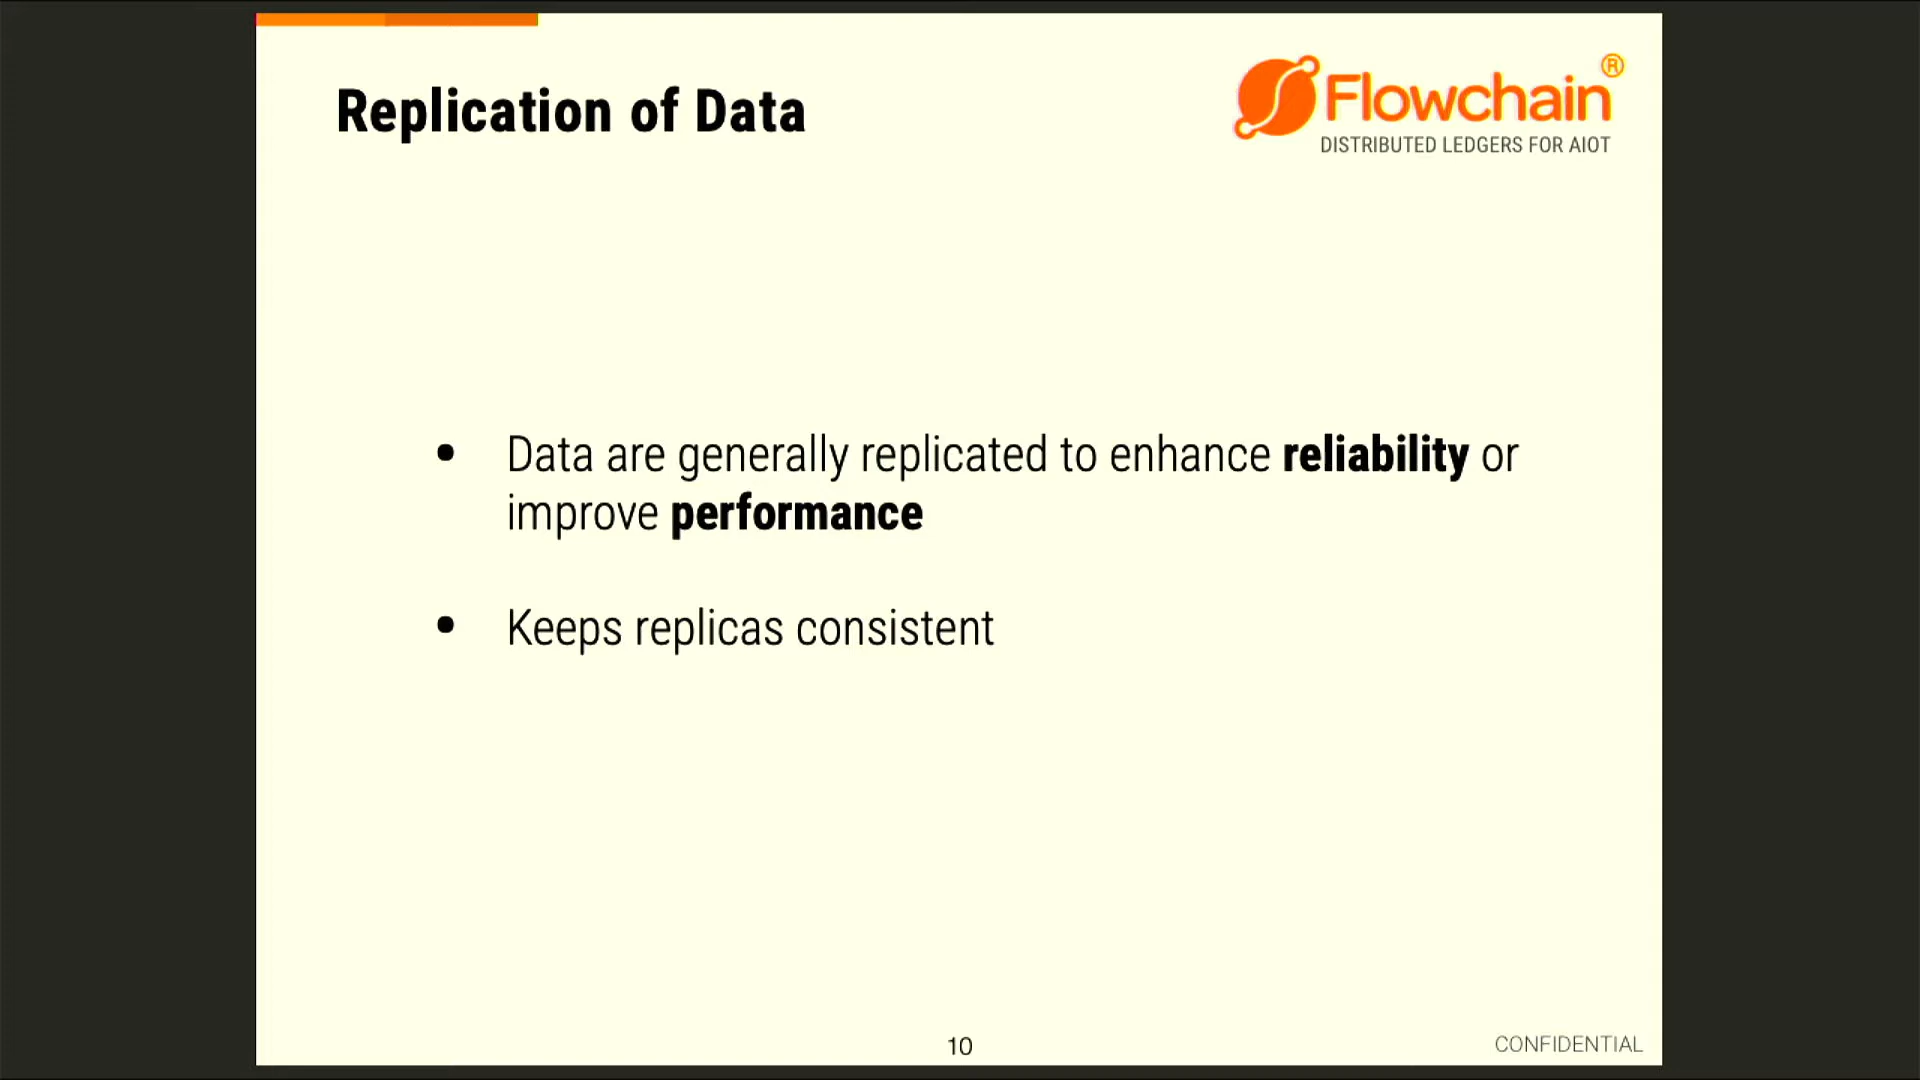 Replication of Data
Flowchain®
DISTRIBUTED LEDGERS FOR AIOT
• Data are generally replicated to enhance reliability or
improve performance
• Keeps replicas consistent
10
CONFIDENTIAL